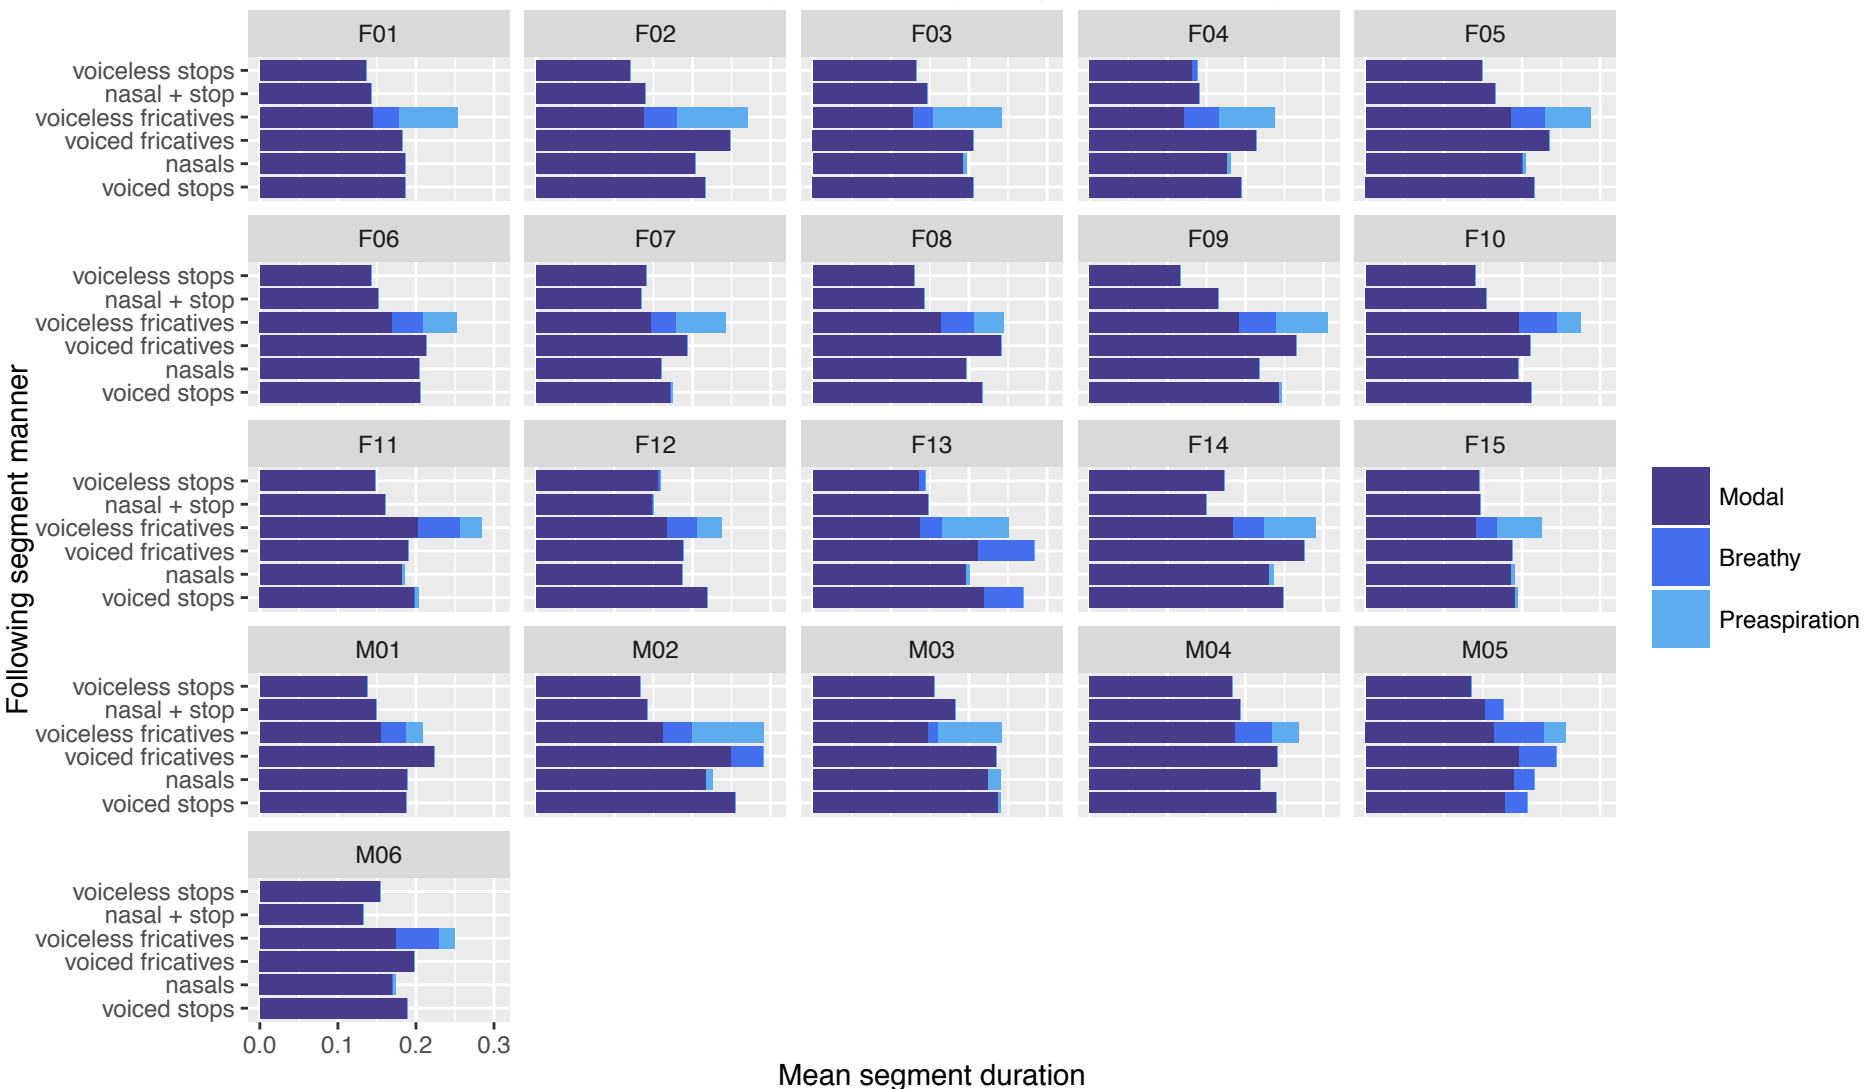 F01 F02 F03 F04 F05
voiceless stops
nasal + stop
voiceless fricatives
voiced fricatives
nasals
voiced stops
F06 F07 F08 F09 F10
voiceless stops
nasal + stop
voiceless fricatives
voiced fricatives
nasals
voiced stops
F11 F12 F13 F14 F15
voiceless stops
nasal + stop
voiceless fricatives
voiced fricatives
nasals
voiced stops
M01 M02 M03 M04 M05
voiceless stops
nasal + stop
voiceless fricatives
voiced fricatives
nasals
voiced stops
M06
voiceless stops
nasal + stop
voiceless fricatives
voiced fricatives
nasals
voiced stops
0.0 0.1 0.2 0.3
Mean segment duration
Following segment manner
Modal
Breathy
Preaspiration